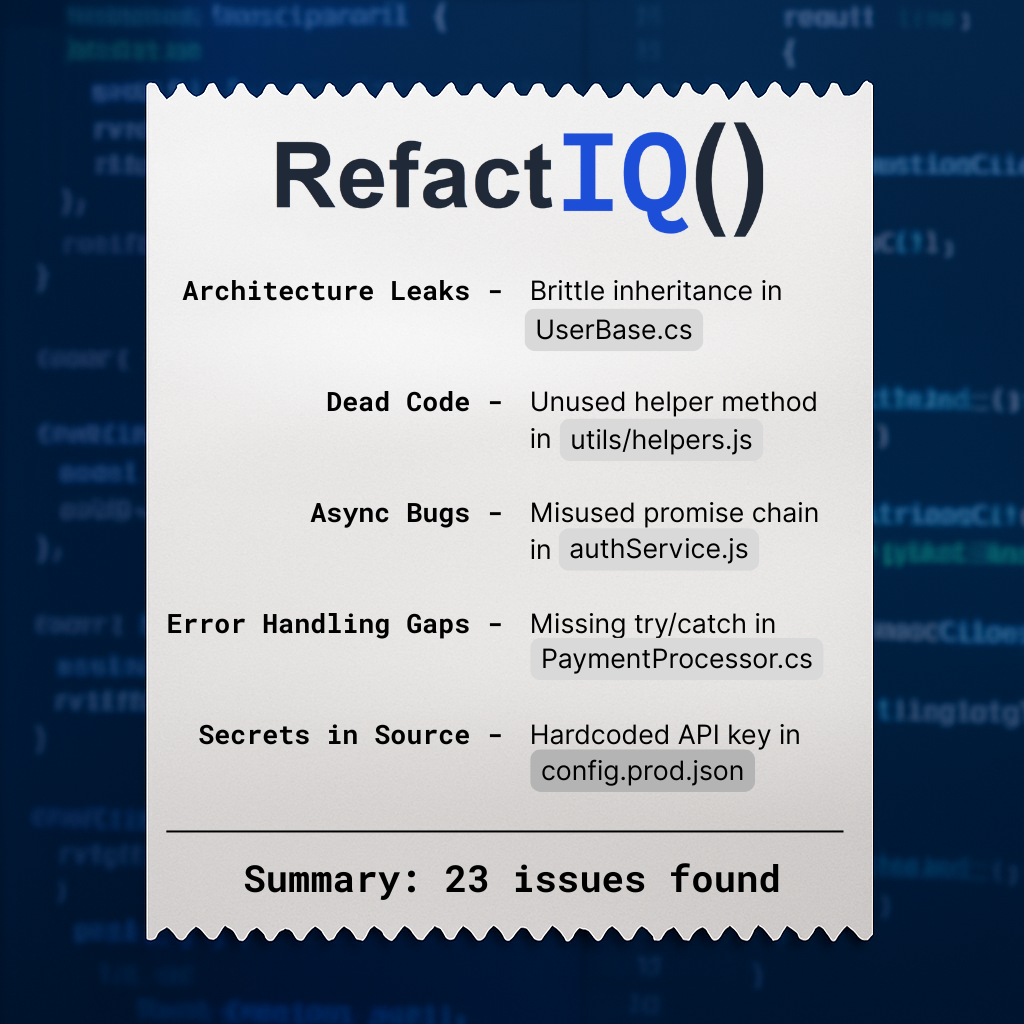 RefactIQ()
Architecture Leaks - Brittle inheritance in
UserBase.cs
Dead Code - Unused helper method
in utils/helpers.js
Async Bugs - Misused promise chain
in authService.js
Error Handling Gaps - Missing try/catch in
PaymentProcessor.cs
Secrets in Source - Hardcoded API key in
config.prod.json
Summary: 23 issues found